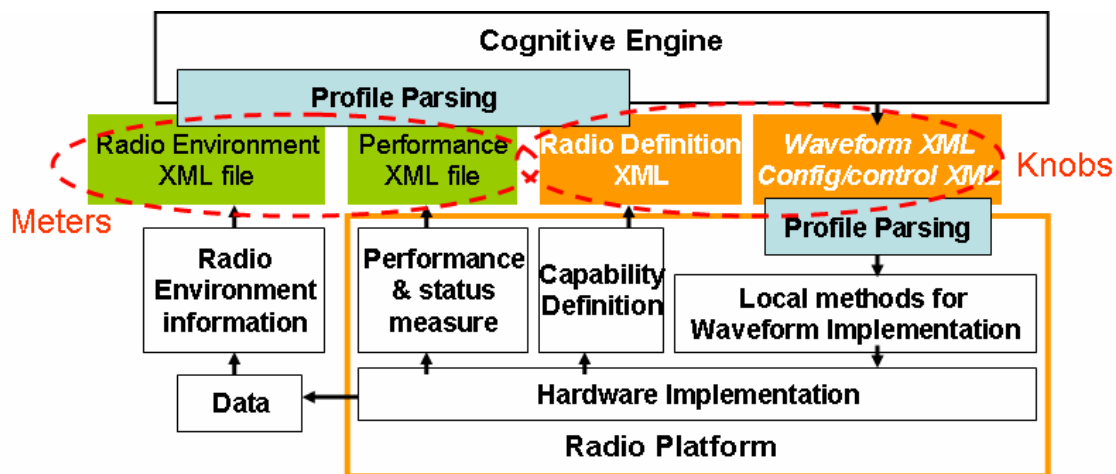 Cognitive Engine
Profile Parsing
Radio Environment
XML file
Performance
XML file
Radio Definition
XML
Waveform XML
Config/control XML
Knobs
Meters
Profile Parsing
Radio
Environment
information
Performance
& status
measure
Capability
Definition
Local methods for
Waveform Implementation
Data
Hardware Implementation
Radio Platform